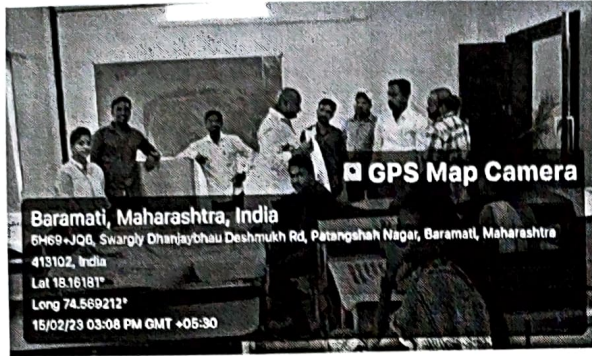 GPS Map Camera
Baramati, Maharashtra, India
6H69+JQ6, Swargiy Dhanjaybhau Deshmukh Rd, Patangshah Nagar, Baramati, Maharashtra
413102, India
Lat 18.16181°
Long 74.569212°
15/02/23 03:08 PM GMT +05:30